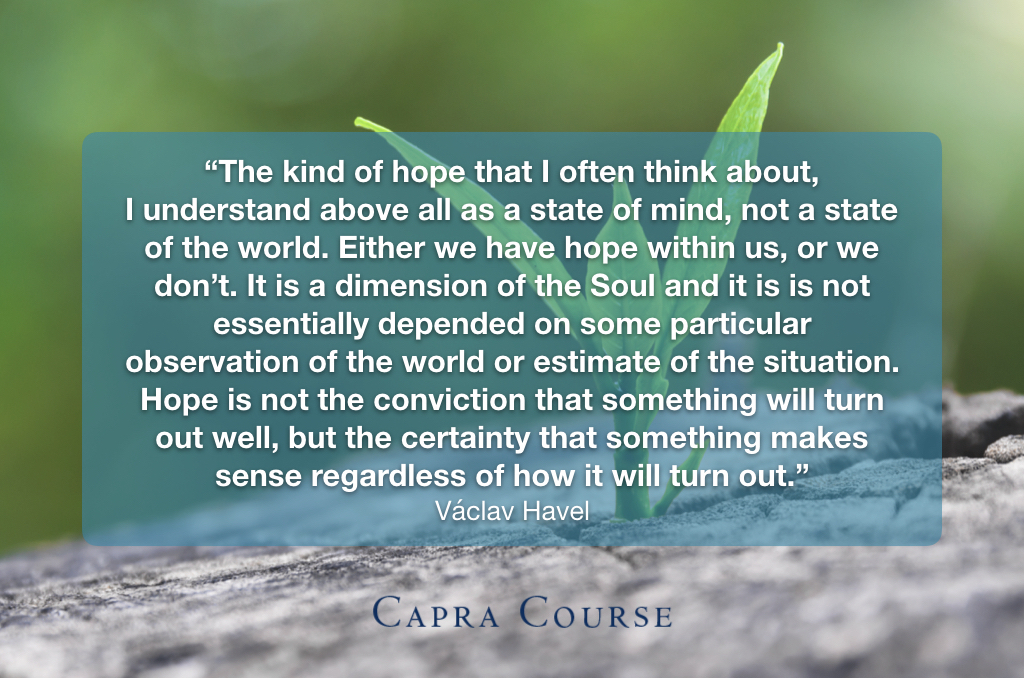 “The kind of hope that I often think about,
I understand above all as a state of mind, not a state
of the world. Either we have hope within us, or we
don’t. It is a dimension of the Soul and it is is not
essentially depended on some particular
observation of the world or estimate of the situation.
Hope is not the conviction that something will turn
out well, but the certainty that something makes
sense regardless of how it will turn out.”
Václav Havel
CAPRA COURSE